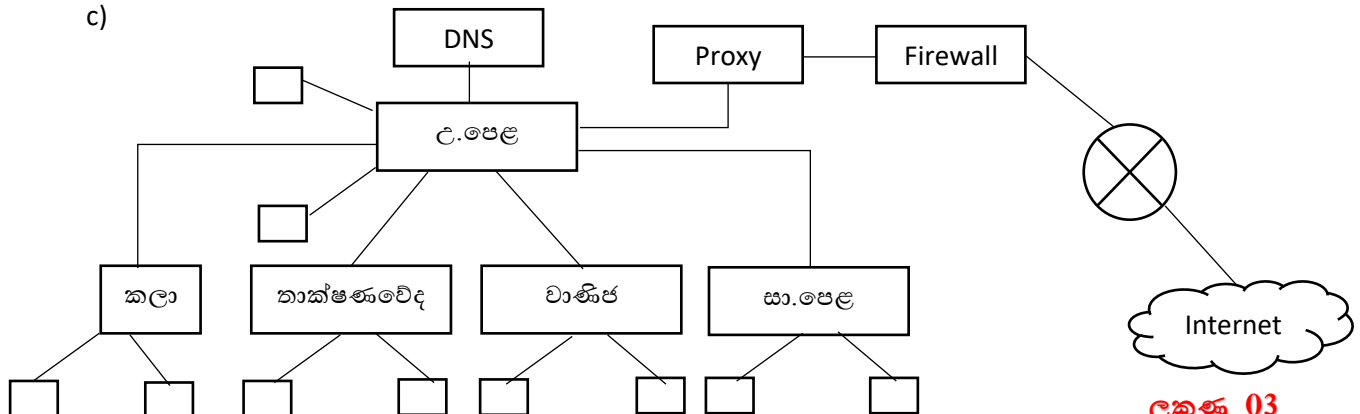 c)
DNS
Proxy
Firewall
උ.පෙළ
කලා
තාක්ෂණවේද
වාණිජ
සා.පෙළ
Internet
ලකුණු 03